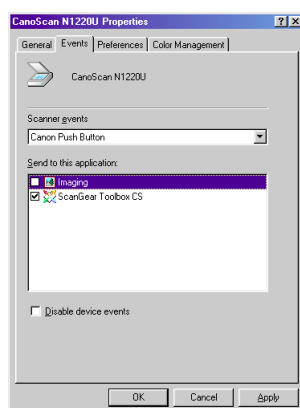 CanoScan N1220U Properties
General Events Preferences Color Management
CanoScan N1220U
Scanner events
Canon Push Button
Send to this application:
Imaging
ScanGear Toolbox CS
Disable device events
OK Cancel Apply